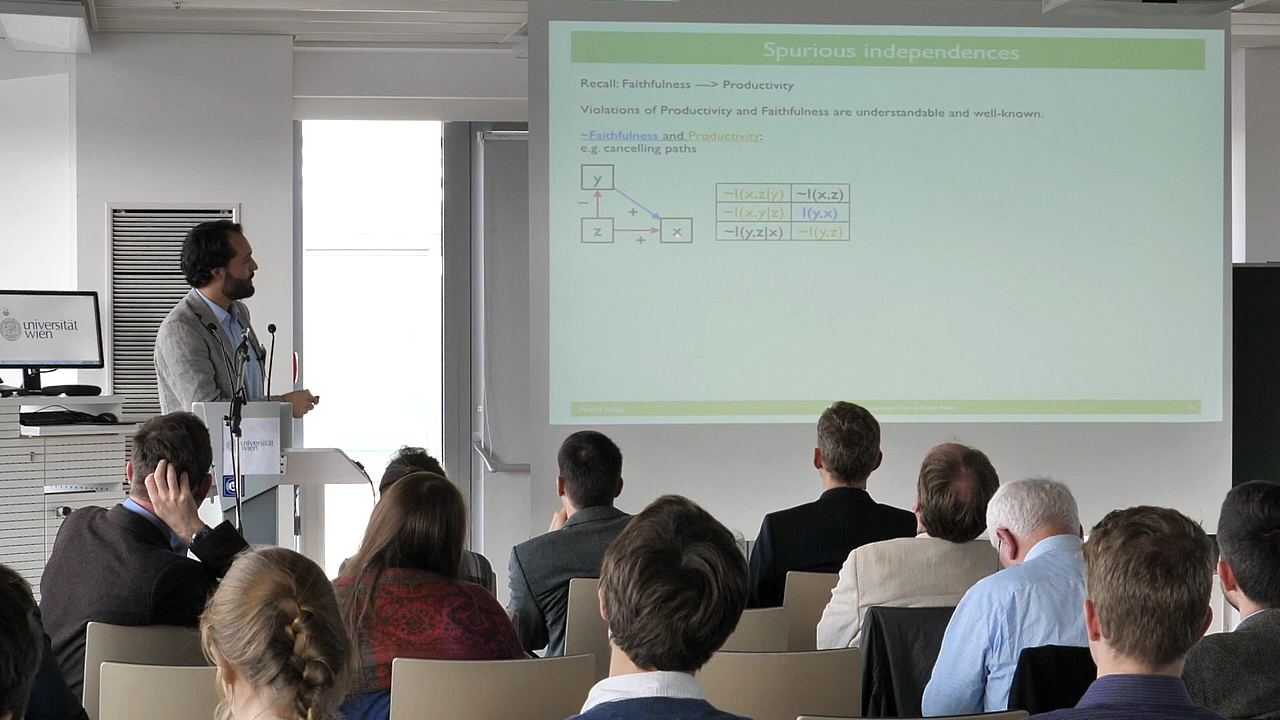 Spurious independences
Recall: Faithfulness —> Productivity
Violations of Productivity and Faithfulness are understandable and well-known.
~Faithfulness and Productivity:
e.g. cancelling paths
y
− +
z x
+
~I(x,z|y) ~I(x,z)
~I(x,y|z) I(y,x)
~I(y,z|x) ~I(y,z)
universität
wien
universität
wien